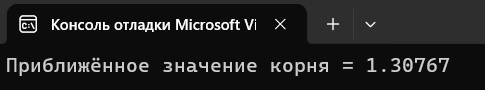 Консоль отладки Microsoft Vi
Приближённое значение корня = 1.30767